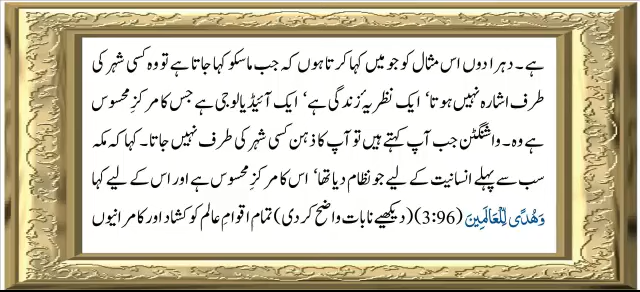 ہے۔ دہرا دوں اس مثال کو جو میں کہا کرتا ہوں کہ جب ماسکو کہا جاتا ہے تو وہ کسی شہر کی
طرف اشارہ نہیں ہوتا‘ ایک نظریۂ زندگی ہے‘ ایک آئیڈیالوجی ہے جس کا مرکزِ محسوس
ہے وہ۔ واشنگٹن جب آپ کہتے ہیں تو آپ کا ذہن کسی شہر کی طرف نہیں جاتا۔ کہا کہ مکہ
سب سے پہلے انسانیت کے لیے جو نظام دیا تھا‘ اس کا مرکزِ محسوس ہے اور اس کے لیے کہا
وَهُدًى لِّلْعَالَمِينَ (3:96) (دیکھیے نا بات واضح کر دی) تمام اقوامِ عالم کو کشاد اور کامرانیوں